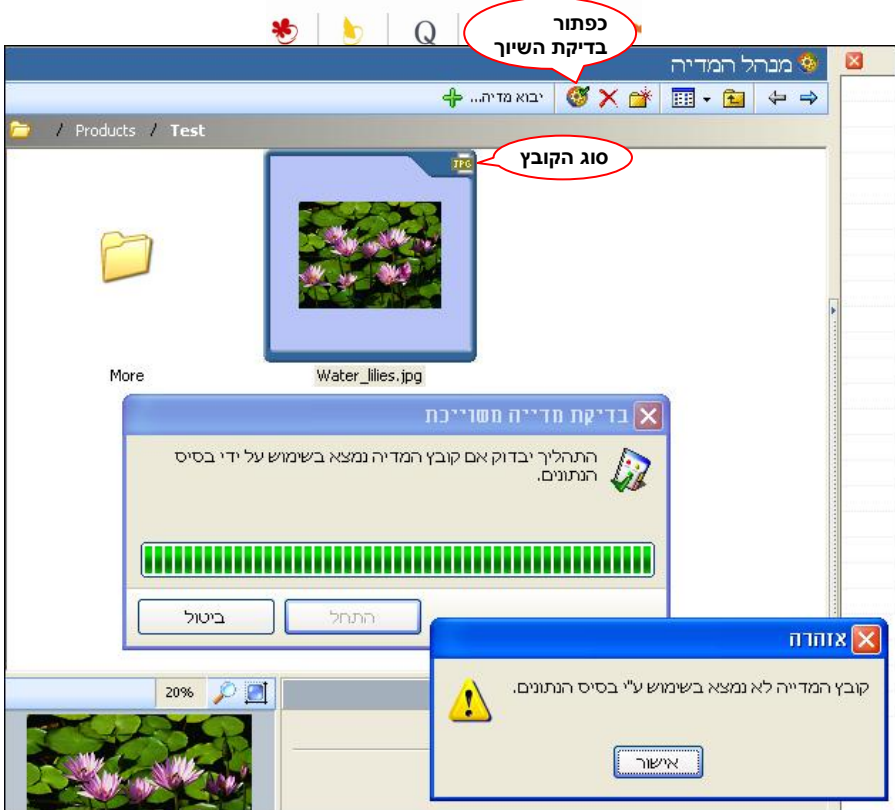 כפתור
בדיקת השיוך
Q
מנהל המדיה
יבוא מדיה...
/ Products / Test
JPG
סוג הקובץ
More
Water_lilies.jpg
בדיקת מדייה משוייכת
התהליך יבדוק אם קובץ המדיה נמצא בשימוש על ידי בסיס
הנתונים.
התחל
ביטול
אזהרה
קובץ המדייה לא נמצא בשימוש ע"י בסיס הנתונים.
אישור
20%